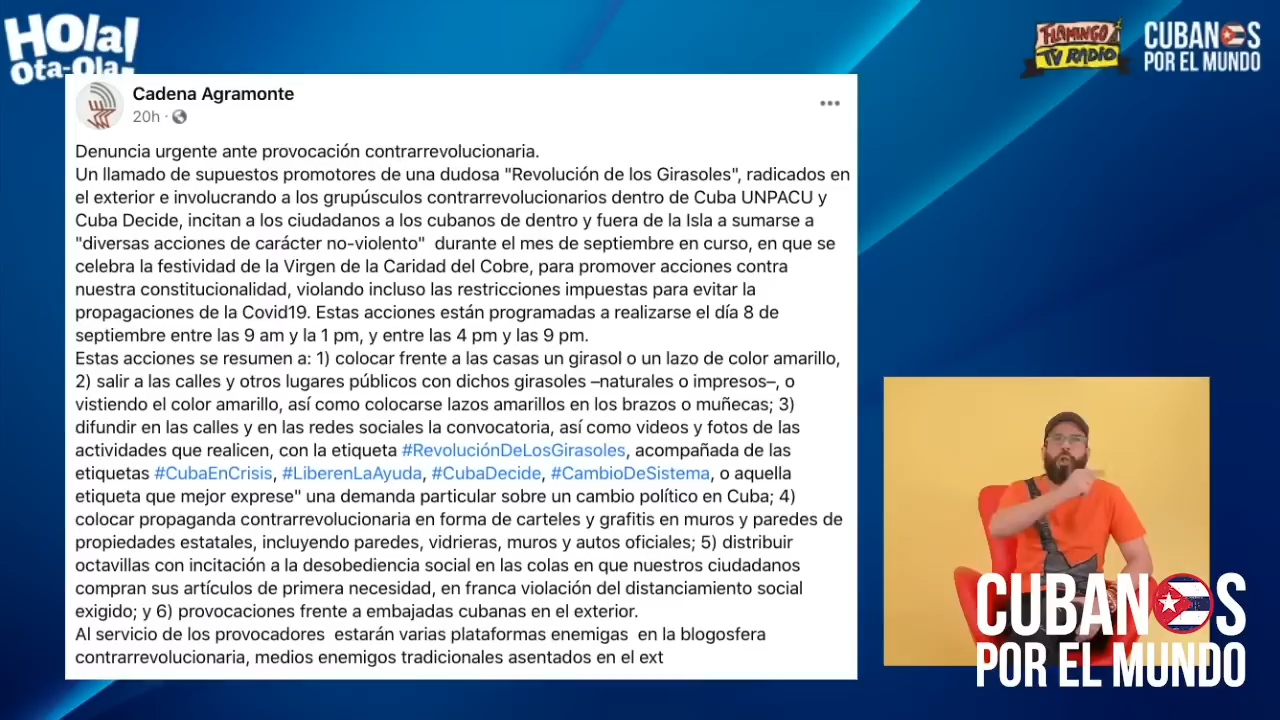 HOla!
Ota-Ola!
FLAMINGO
TV RADIO
CUBANOS
POR EL MUNDO
Cadena Agramonte
20h ·
Denuncia urgente ante provocación contrarrevolucionaria.
Un llamado de supuestos promotores de una dudosa "Revolución de los Girasoles", radicados en
el exterior e involucrando a los grupúsculos contrarrevolucionarios dentro de Cuba UNPACU y
Cuba Decide, incitan a los ciudadanos a los cubanos de dentro y fuera de la Isla a sumarse a
"diversas acciones de carácter no-violento" durante el mes de septiembre en curso, en que se
celebra la festividad de la Virgen de la Caridad del Cobre, para promover acciones contra
nuestra constitucionalidad, violando incluso las restricciones impuestas para evitar la
propagaciones de la Covid19. Estas acciones están programadas a realizarse el día 8 de
septiembre entre las 9 am y la 1 pm, y entre las 4 pm y las 9 pm.
Estas acciones se resumen a: 1) colocar frente a las casas un girasol o un lazo de color amarillo,
2) salir a las calles y otros lugares públicos con dichos girasoles –naturales o impresos–, o
vistiendo el color amarillo, así como colocarse lazos amarillos en los brazos o muñecas; 3)
difundir en las calles y en las redes sociales la convocatoria, así como videos y fotos de las
actividades que realicen, con la etiqueta #RevoluciónDeLosGirasoles, acompañada de las
etiquetas #CubaEnCrisis, #LiberenLaAyuda, #CubaDecide, #CambioDeSistema, o aquella
etiqueta que mejor exprese" una demanda particular sobre un cambio político en Cuba; 4)
colocar propaganda contrarrevolucionaria en forma de carteles y grafitis en muros y paredes de
propiedades estatales, incluyendo paredes, vidrieras, muros y autos oficiales; 5) distribuir
octavillas con incitación a la desobediencia social en las colas en que nuestros ciudadanos
compran sus artículos de primera necesidad, en franca violación del distanciamiento social
exigido; y 6) provocaciones frente a embajadas cubanas en el exterior.
Al servicio de los provocadores estarán varias plataformas enemigas en la blogosfera
contrarrevolucionaria, medios enemigos tradicionales asentados en el ext
CUBANOS
POR EL MUNDO